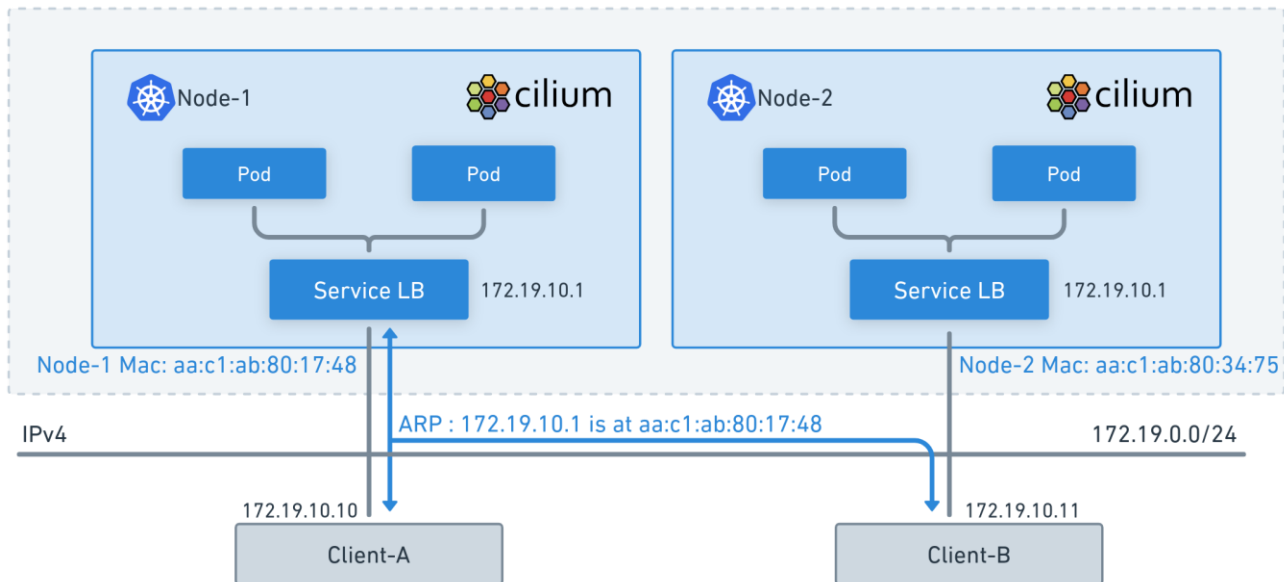 Node-1
cilium
Node-2
cilium
Pod
Pod
Pod
Pod
Service LB
172.19.10.1
Service LB
172.19.10.1
Node-1 Mac: aa:c1:ab:80:17:48
Node-2 Mac: aa:c1:ab:80:34:75
ARP : 172.19.10.1 is at aa:c1:ab:80:17:48
IPv4
172.19.0.0/24
172.19.10.10
172.19.10.11
Client-A
Client-B